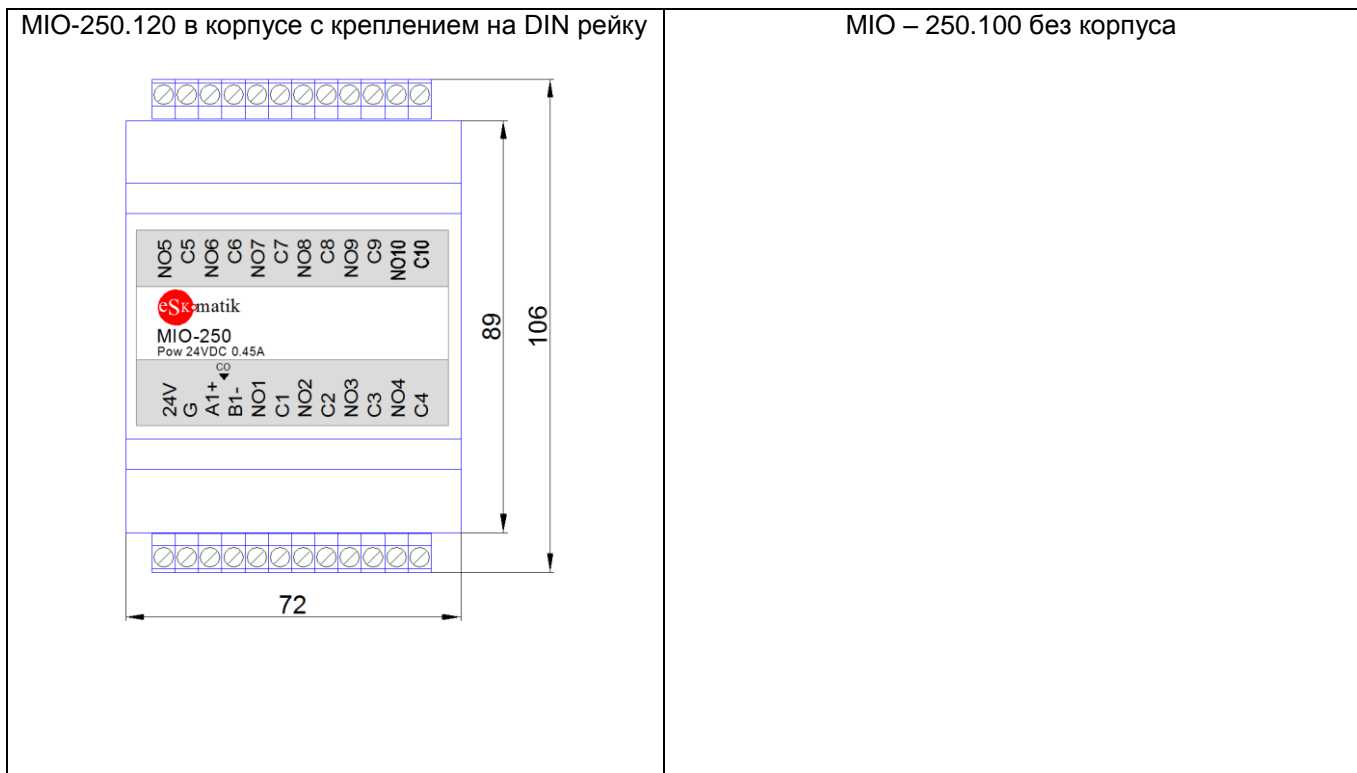 MIO-250.120 в корпусе с креплением на DIN рейку
MIO – 250.100 без корпуса
NO5
C5
NO6
C6
NO7
C7
NO8
C8
NO9
C9
NO10
C10
eSK matik
MIO-250
Pow 24VDC 0.45A
CO
24V
G
A1+
B1-
NO1
C1
NO2
C2
NO3
C3
NO4
C4
89
106
72